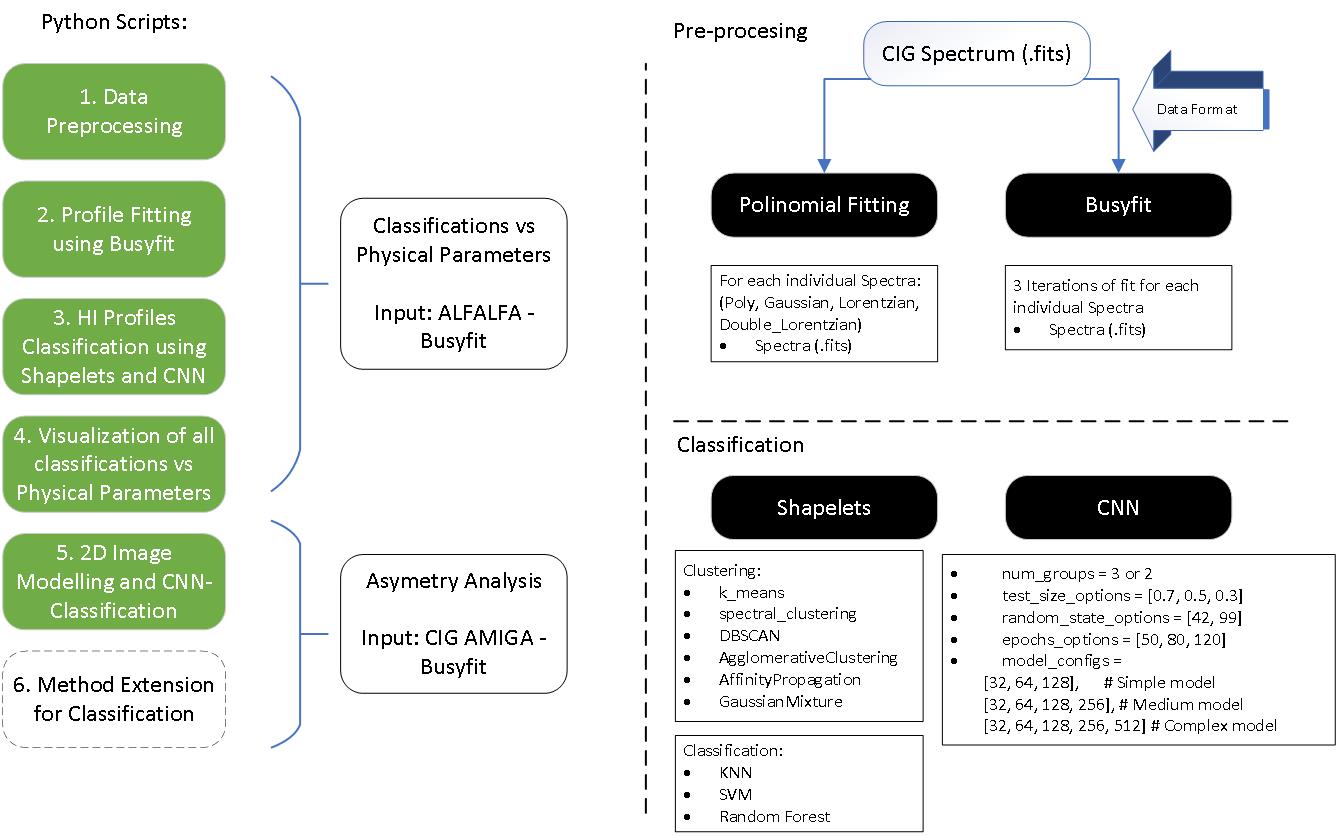 Python Scripts:
1. Data
Preprocessing
2. Profile Fitting
using Busyfit
3. HI Profiles
Classification using
Shapelets and CNN
4. Visualization of all
classifications vs
Physical Parameters
5. 2D Image
Modelling and CNN-
Classification
6. Method Extension
for Classification
Classifications vs
Physical Parameters
Input: ALFALFA -
Busyfit
Asymetry Analysis
Input: CIG AMIGA -
Busyfit
Pre-procesing
CIG Spectrum (.fits)
Data Format
Polinomial Fitting
For each individual Spectra:
(Poly, Gaussian, Lorentzian,
Double_Lorentzian)
• Spectra (.fits)
Busyfit
3 Iterations of fit for each
individual Spectra
• Spectra (.fits)
Classification
Shapelets
Clustering:
• k_means
• spectral_clustering
• DBSCAN
• AgglomerativeClustering
• AffinityPropagation
• GaussianMixture
Classification:
• KNN
• SVM
• Random Forest
CNN
• num_groups = 3 or 2
• test_size_options = [0.7, 0.5, 0.3]
• random_state_options = [42, 99]
• epochs_options = [50, 80, 120]
• model_configs =
[32, 64, 128], # Simple model
[32, 64, 128, 256], # Medium model
[32, 64, 128, 256, 512] # Complex model